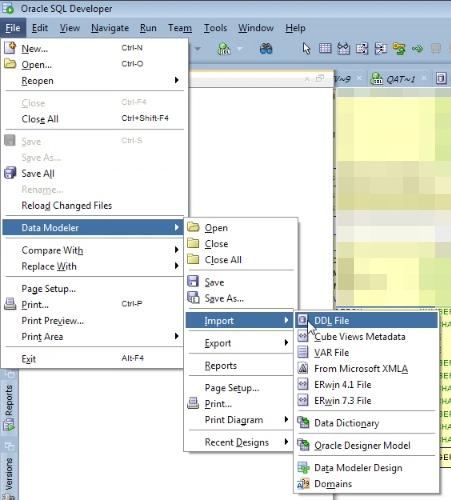 Oracle SQL Developer
File Edit View Navigate Run Team Tools Window Help
New... Ctrl-N
Open... Ctrl-O
Reopen
Close Ctrl-F4
Close All Ctrl+Shift-F4
Save Ctrl-S
Save As...
Save All
Rename...
Reload Changed Files
Data Modeler
Compare With
Replace With
Page Setup...
Print... Ctrl-P
Print Preview...
Print Area
Exit Alt-F4
Open
Close
Close All
Save
Save As...
Import
Export
Reports
Page Setup...
Print...
Print Diagram
Recent Designs
DDL File
Cube Views Metadata
VAR File
From Microsoft XMLA
ERwin 4.1 File
ERwin 7.3 File
Data Dictionary
Oracle Designer Model
Data Modeler Design
Domains
V~9
QAT~1
Reports
Versions